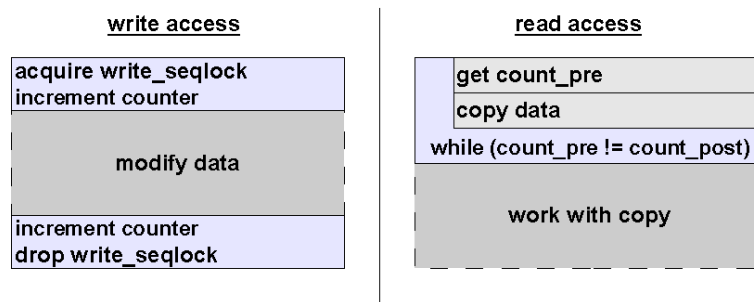 write access
acquire write_seqlock
increment counter
modify data
increment counter
drop write_seqlock
read access
get count_pre
copy data
while (count_pre != count_post)
work with copy